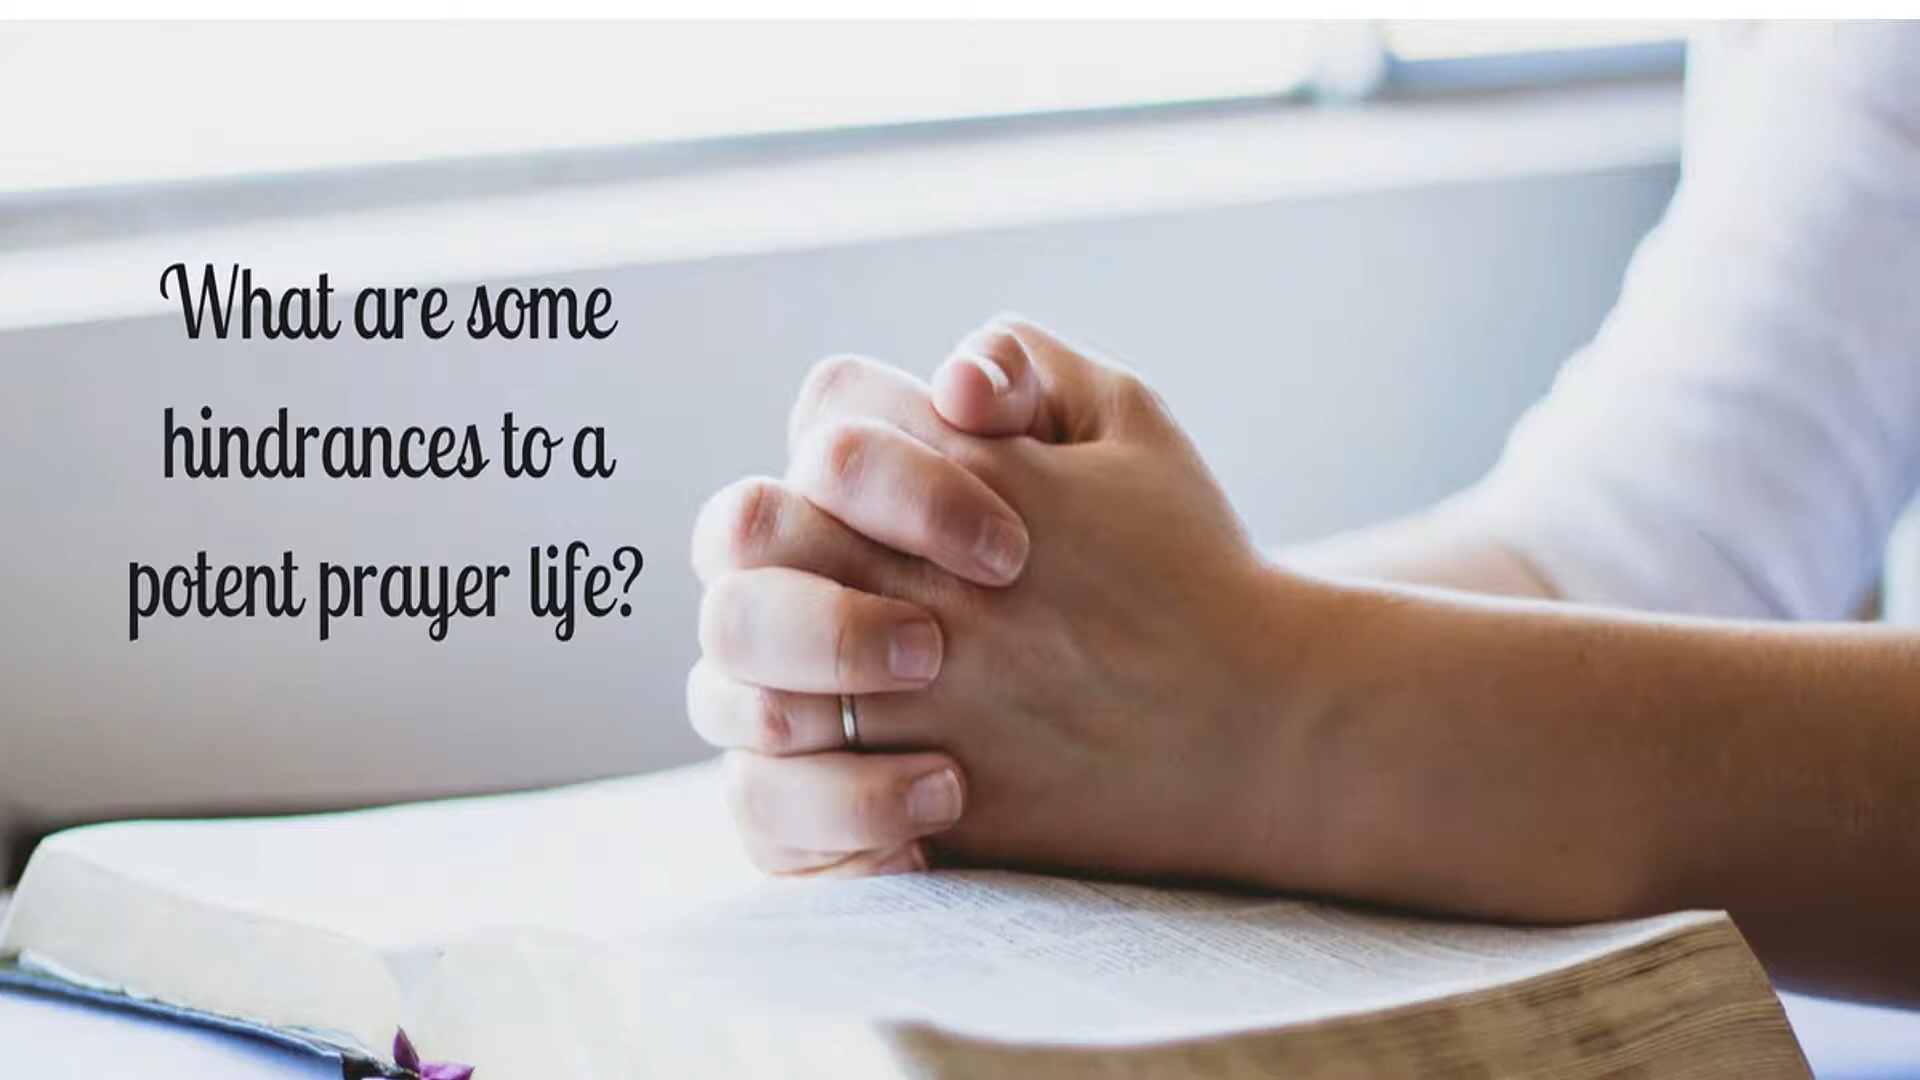 What are some
hindrances to a
potent prayer life?